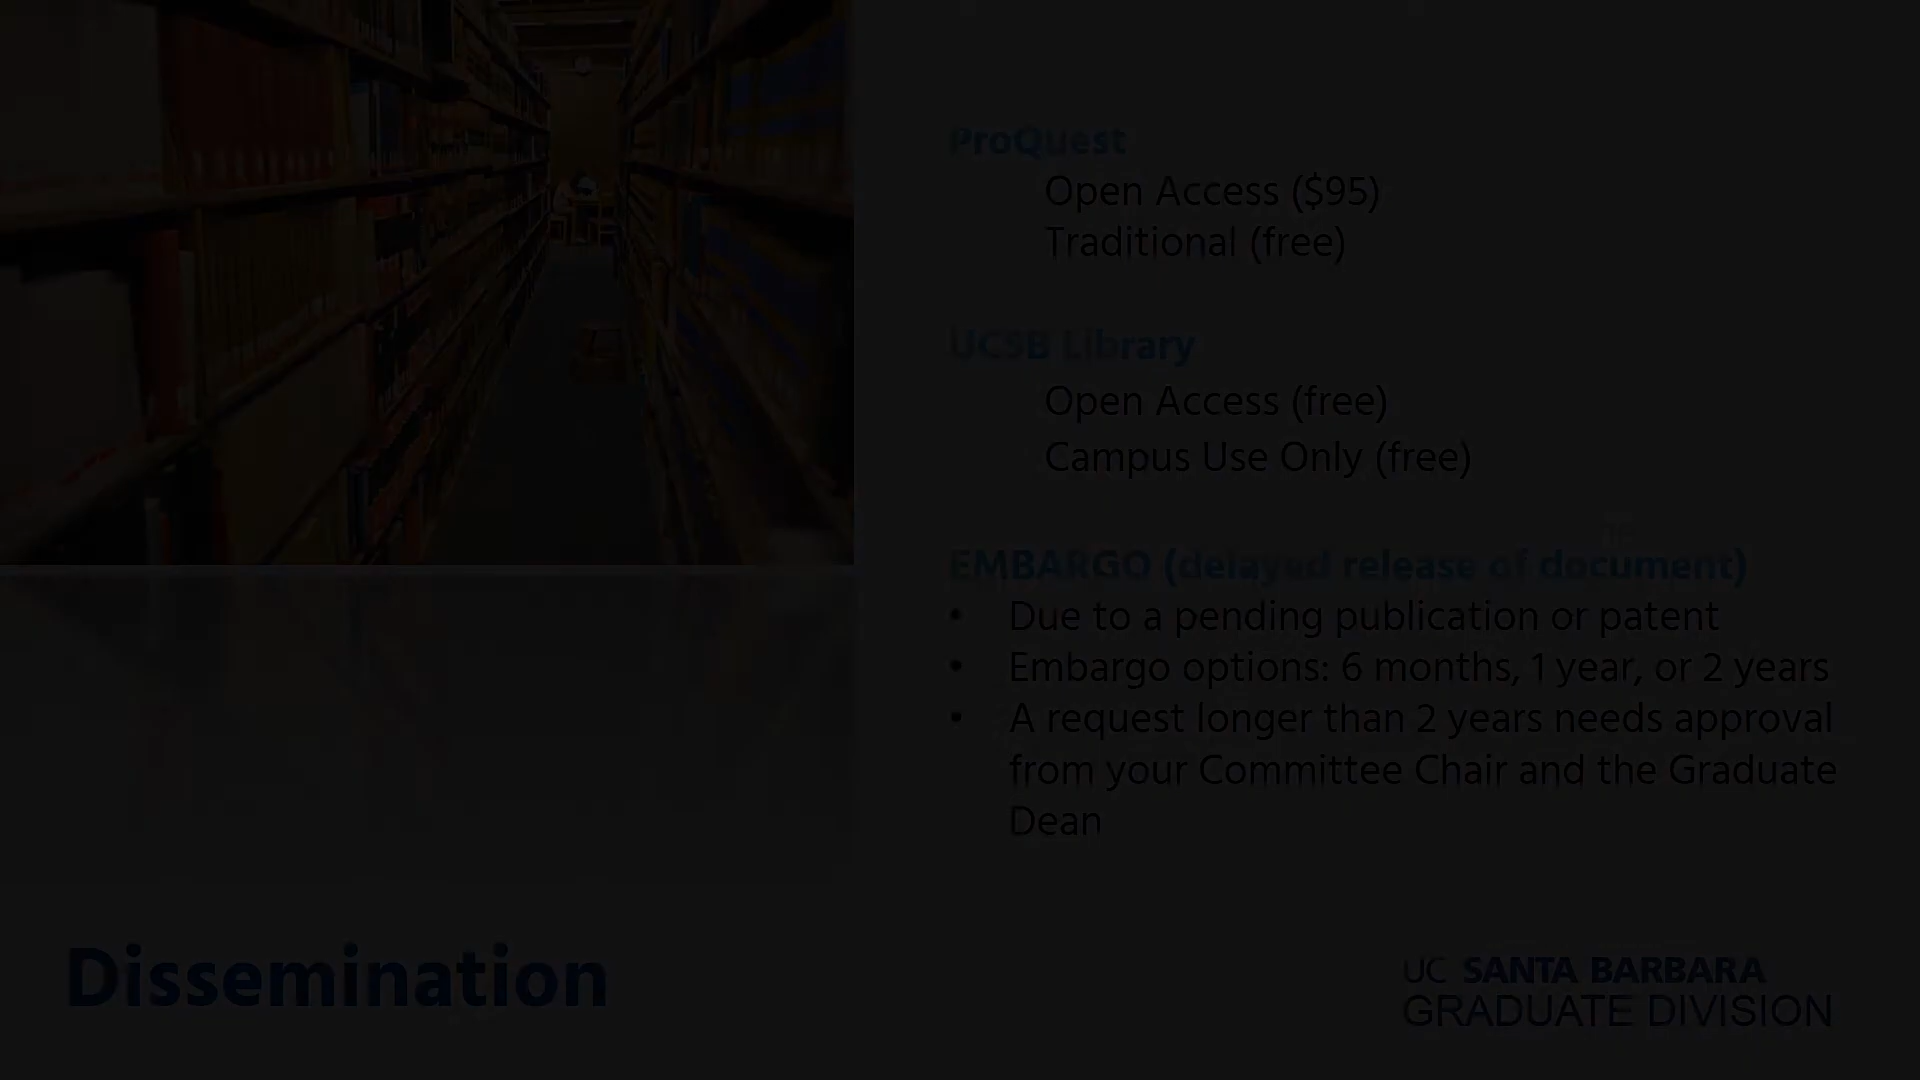 ProQuest
Open Access ($95)
Traditional (free)
UCSB Library
Open Access (free)
Campus Use Only (free)
EMBARGO (delayed release of document)
• Due to a pending publication or patent
• Embargo options: 6 months, 1 year, or 2 years
• A request longer than 2 years needs approval
from your Committee Chair and the Graduate
Dean
Dissemination
UC SANTA BARBARA
GRADUATE DIVISION